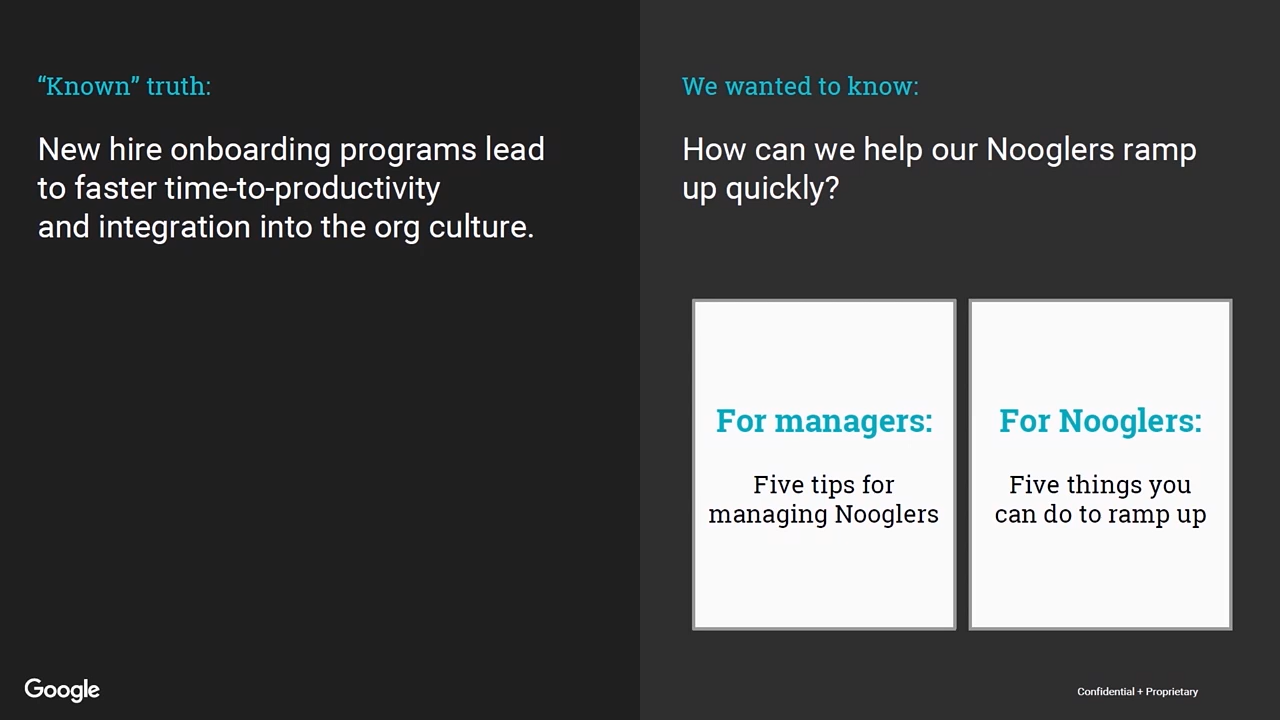 “Known” truth:
New hire onboarding programs lead
to faster time-to-productivity
and integration into the org culture.
We wanted to know:
How can we help our Nooglers ramp
up quickly?
For managers:
Five tips for
managing Nooglers
For Nooglers:
Five things you
can do to ramp up
Google
Confidential + Proprietary